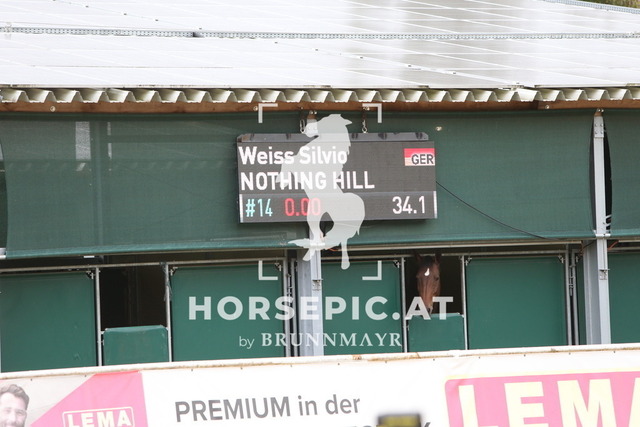 Weiss Silvio GER
NOTHING HILL
#14 0.00 34.1
HORSEPIC.AT
by BRUNNMAYR
LEMA PREMIUM in der LEMA